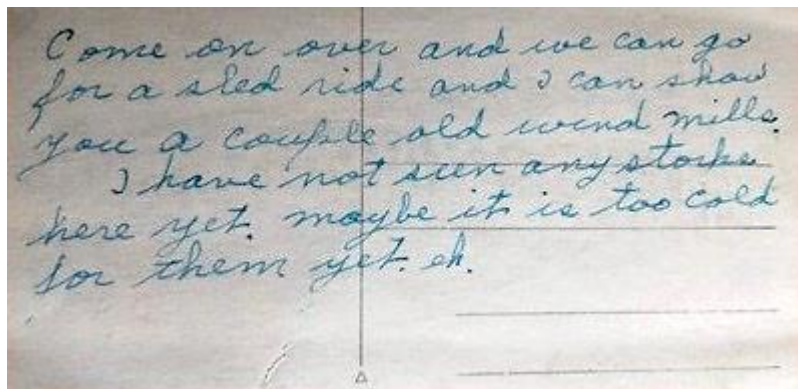 Come on over and we can go
for a sled ride and I can show
you a couple old wind mills.
I have not seen any storks
here yet. maybe it is too cold
for them yet. eh.